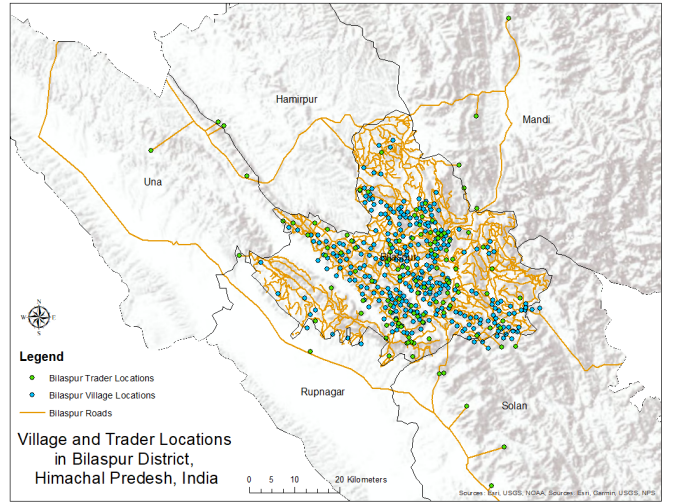 Hamirpur
Mandi
Una
Bilaspur
N
W E
S
Legend
Bilaspur Trader Locations
Bilaspur Village Locations
Bilaspur Roads
Rupnagar
Solan
Village and Trader Locations
in Bilaspur District,
Himachal Predesh, India
0 5 10 20 Kilometers
Sources: Esri, USGS, NOAA, Sources: Esri, Garmin, USGS, NPS